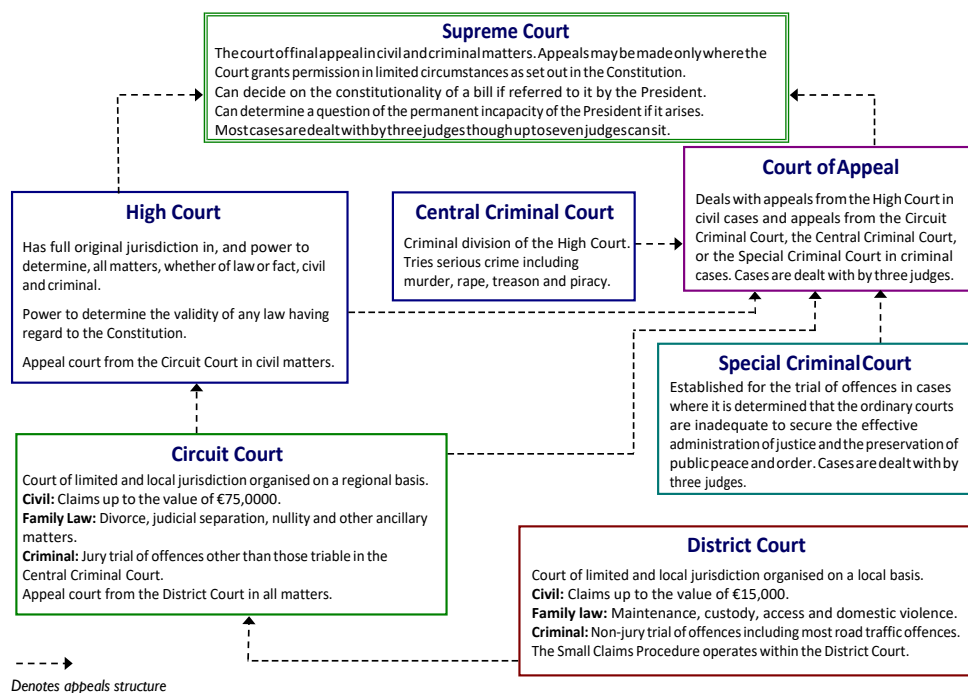 Supreme Court
The court of final appeal in civil and criminal matters. Appeals may be made only where the
Court grants permission in limited circumstances as set out in the Constitution.
Can decide on the constitutionality of a bill if referred to it by the President.
Can determine a question of the permanent incapacity of the President if it arises.
Most cases are dealt with by three judges though up to seven judges can sit.
Court of Appeal
Deals with appeals from the High Court in
civil cases and appeals from the Circuit
Criminal Court, the Central Criminal Court,
or the Special Criminal Court in criminal
cases. Cases are dealt with by three judges.
High Court
Has full original jurisdiction in, and power to
determine, all matters, whether of law or fact, civil
and criminal.
Power to determine the validity of any law having
regard to the Constitution.
Appeal court from the Circuit Court in civil matters.
Central Criminal Court
Criminal division of the High Court.
Tries serious crime including
murder, rape, treason and piracy.
Special Criminal Court
Established for the trial of offences in cases
where it is determined that the ordinary courts
are inadequate to secure the effective
administration of justice and the preservation of
public peace and order. Cases are dealt with by
three judges.
Circuit Court
Court of limited and local jurisdiction organised on a regional basis.
Civil: Claims up to the value of €75,0000.
Family Law: Divorce, judicial separation, nullity and other ancillary
matters.
Criminal: Jury trial of offences other than those triable in the
Central Criminal Court.
Appeal court from the District Court in all matters.
District Court
Court of limited and local jurisdiction organised on a local basis.
Civil: Claims up to the value of €15,000.
Family law: Maintenance, custody, access and domestic violence.
Criminal: Non-jury trial of offences including most road traffic offences.
The Small Claims Procedure operates within the District Court.
Denotes appeals structure